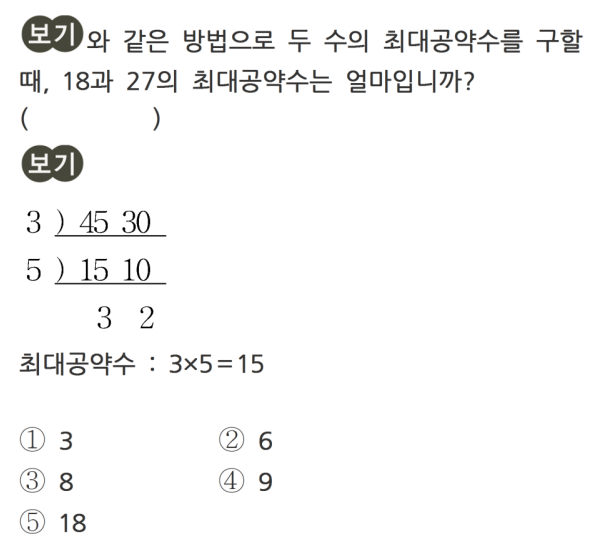 보기와 같은 방법으로 두 수의 최대공약수를 구할
때, 18과 27의 최대공약수는 얼마입니까?
( )
보기
3 ) 45 30
5 ) 15 10
3 2
최대공약수 : 3×5=15
① 3 ② 6
③ 8 ④ 9
⑤ 18